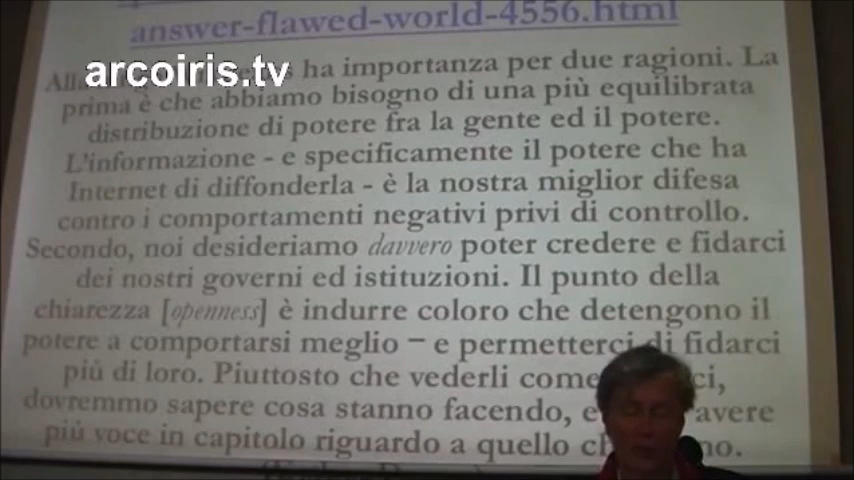 answer-flawed-world-4556.html
arcoiris.tv
ha importanza per due ragioni. La
prima è che abbiamo bisogno di una più equilibrata
distribuzione di potere fra la gente ed il potere.
L'informazione - e specificamente il potere che ha
Internet di diffonderla - è la nostra miglior difesa
contro i comportamenti negativi privi di controllo.
Secondo, noi desideriamo davvero poter credere e fidarci
dei nostri governi ed istituzioni. Il punto della
chiarezza [openness] è indurre coloro che detengono il
potere a comportarsi meglio – e permetterci di fidarci
più di loro. Piuttosto che vederli come
dovremmo sapere cosa stanno facendo, e avere
più voce in capitolo riguardo a quello